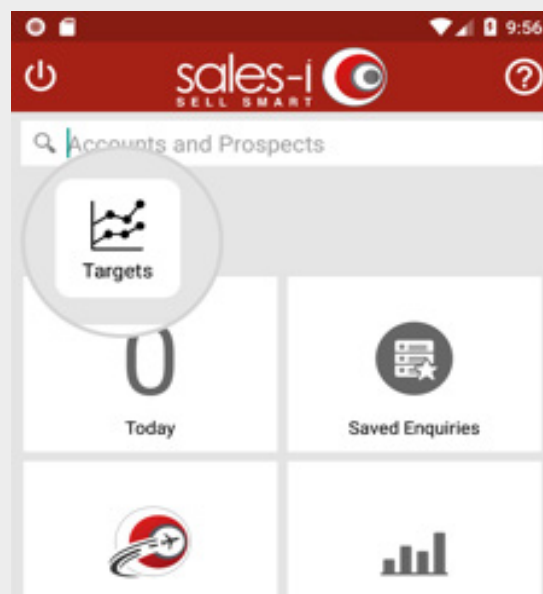 9:56
sales-i
SELL SMART
Accounts and Prospects
Targets
0
Today
Saved Enquiries